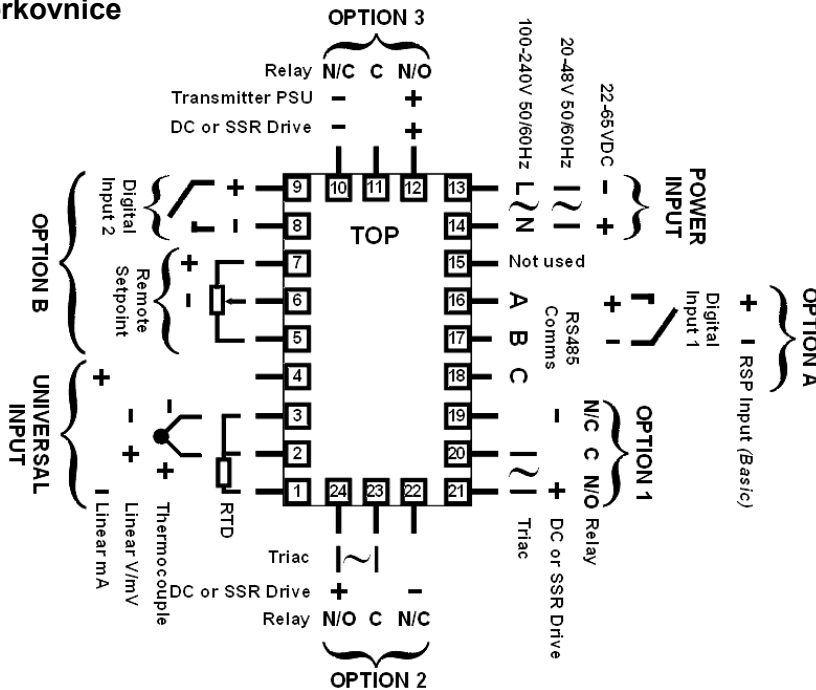 rkovnice
OPTION 3
Relay N/C C N/O
Transmitter PSU - +
DC or SSR Drive - +
100-240V 50/60Hz
20-48V 50/60Hz
22-65VDC
POWER INPUT
L ~ N
~
- +
9 10 11 12 13
8 14
7 15
6 16
5 17
4 18
3 19
2 20
1 24 23 22 21
TOP
Not used
OPTION B
Digital Input 2
+ -
Remote Setpoint
+ -
UNIVERSAL INPUT
+ - Linear mA
- + Linear V/mV
- + Thermocouple
RTD
A B C
RS485 Comms
+ -
Digital Input 1
+ - RSP Input (Basic)
OPTION A
OPTION 1
N/C C N/O Relay
- + DC or SSR Drive
~ Triac
Triac ~
DC or SSR Drive + -
Relay N/O C N/C
OPTION 2